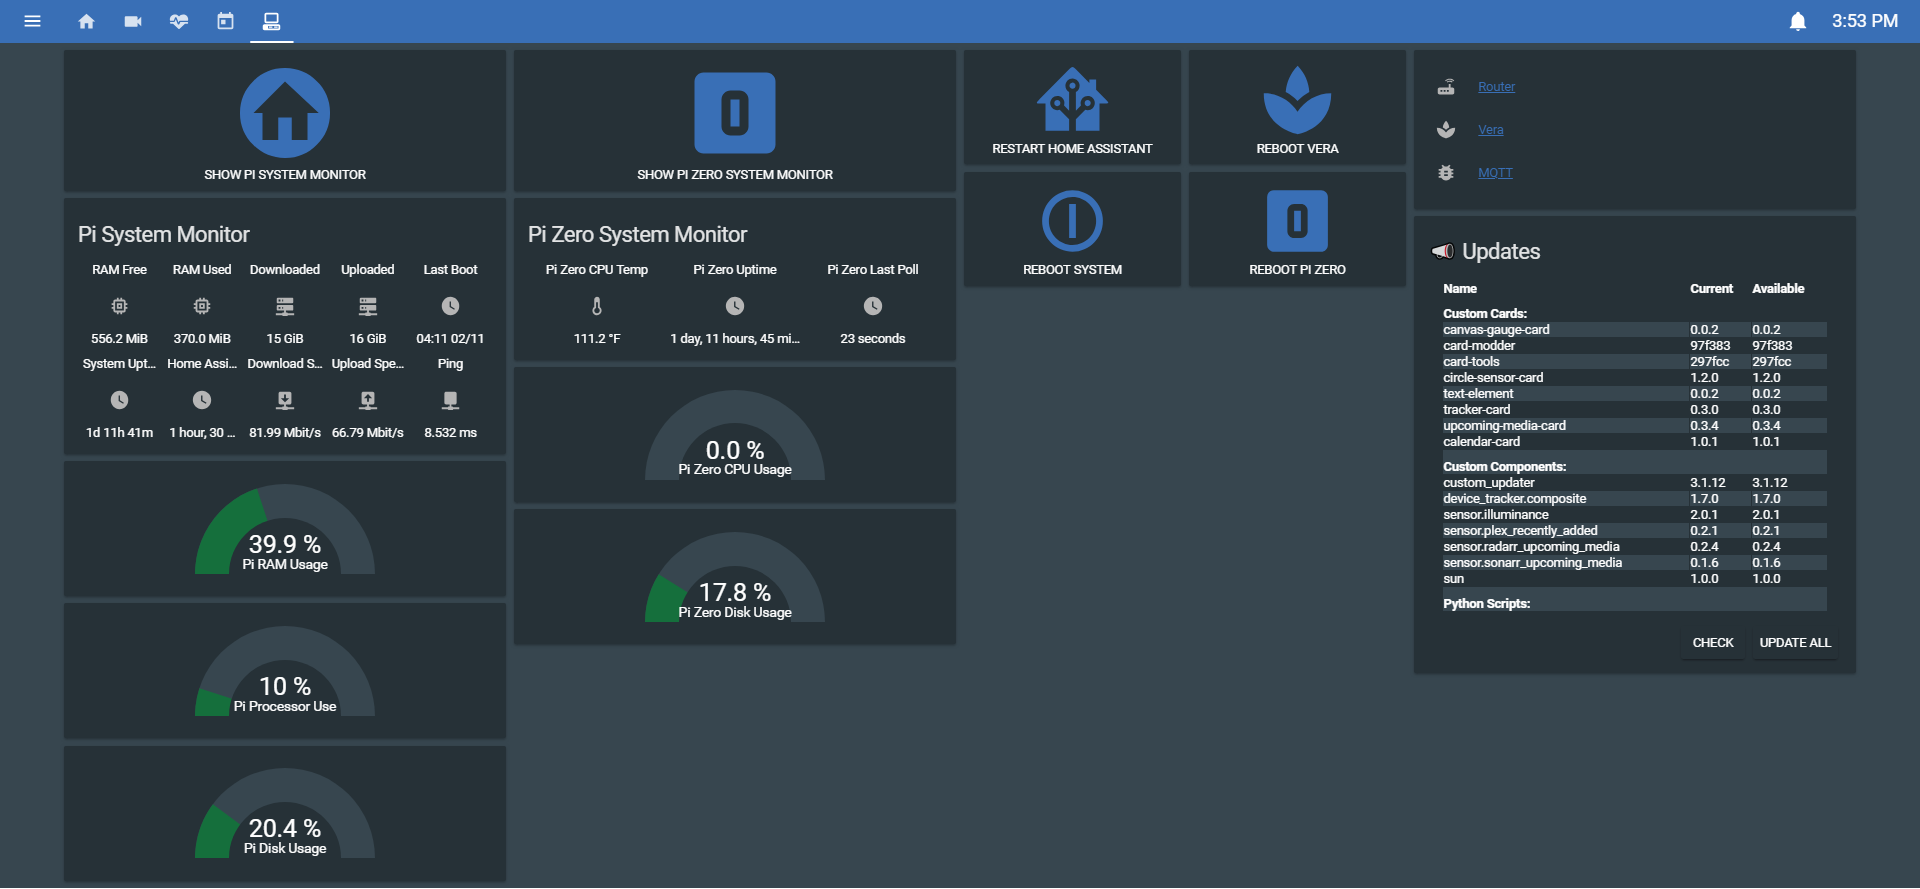 3:53 PM
SHOW PI SYSTEM MONITOR
Pi System Monitor
RAM Free RAM Used Downloaded Uploaded Last Boot
556.2 MiB 370.0 MiB 15 GiB 16 GiB 04:11 02/11
System Upt... Home Assi... Download S... Upload Spe... Ping
1d 11h 41m 1 hour, 30 ... 81.99 Mbit/s 66.79 Mbit/s 8.532 ms
39.9 %
Pi RAM Usage
10 %
Pi Processor Use
20.4 %
Pi Disk Usage
0
SHOW PI ZERO SYSTEM MONITOR
Pi Zero System Monitor
Pi Zero CPU Temp Pi Zero Uptime Pi Zero Last Poll
111.2 °F 1 day, 11 hours, 45 mi... 23 seconds
0.0 %
Pi Zero CPU Usage
17.8 %
Pi Zero Disk Usage
RESTART HOME ASSISTANT
REBOOT VERA
REBOOT SYSTEM
0
REBOOT PI ZERO
Router
Vera
MQTT
Updates
Name Current Available
Custom Cards:
canvas-gauge-card 0.0.2 0.0.2
card-modder 97f383 97f383
card-tools 297fcc 297fcc
circle-sensor-card 1.2.0 1.2.0
text-element 0.0.2 0.0.2
tracker-card 0.3.0 0.3.0
upcoming-media-card 0.3.4 0.3.4
calendar-card 1.0.1 1.0.1
Custom Components:
custom_updater 3.1.12 3.1.12
device_tracker.composite 1.7.0 1.7.0
sensor.illuminance 2.0.1 2.0.1
sensor.plex_recently_added 0.2.1 0.2.1
sensor.radarr_upcoming_media 0.2.4 0.2.4
sensor.sonarr_upcoming_media 0.1.6 0.1.6
sun 1.0.0 1.0.0
Python Scripts:
CHECK UPDATE ALL